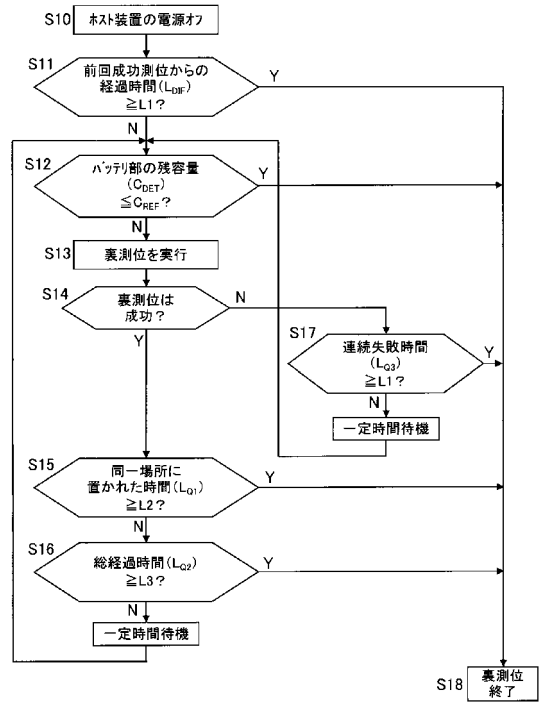 S10 ホスト装置の電源オフ
S11
前回成功測位からの
経過時間(LDIF)
≧L1?
Y
N
S12
バッテリ部の残容量
(CDET)
≦CREF?
Y
N
S13 裏測位を実行
S14
裏測位は
成功?
N
Y
S17
連続失敗時間
(LQ3)
≧L1?
Y
N
一定時間待機
S15
同一場所に
置かれた時間(LQ1)
≧L2?
Y
N
S16
総経過時間(LQ2)
≧L3?
Y
N
一定時間待機
S18
裏測位
終了